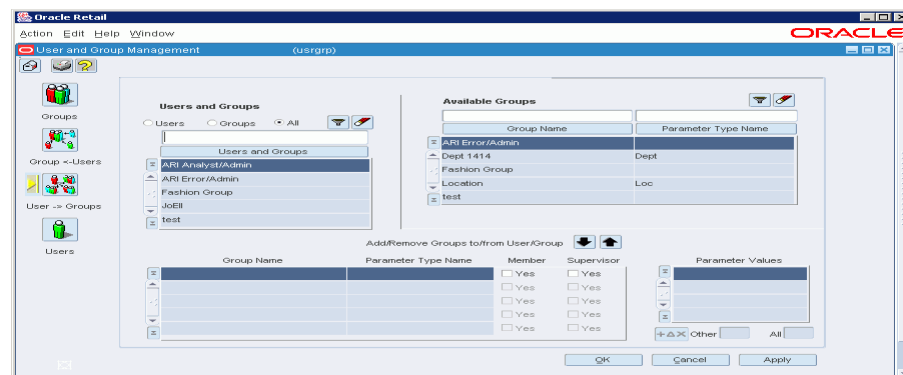 Oracle Retail
Action Edit Help Window
ORACLE
User and Group Management (usrgrp)
Groups
Group <-Users
User -> Groups
Users
Users and Groups
Users Groups All
Users and Groups
ARI Analyst/Admin
ARI Error/Admin
Fashion Group
JoEll
test
Available Groups
Group Name Parameter Type Name
ARI Error/Admin
Dept 1414 Dept
Fashion Group
Location Loc
test
Add/Remove Groups to/from User/Group
Group Name Parameter Type Name Member Supervisor Parameter Values
Yes Yes
Yes Yes
Yes Yes
Yes Yes
Yes Yes
Other All
OK Cancel Apply